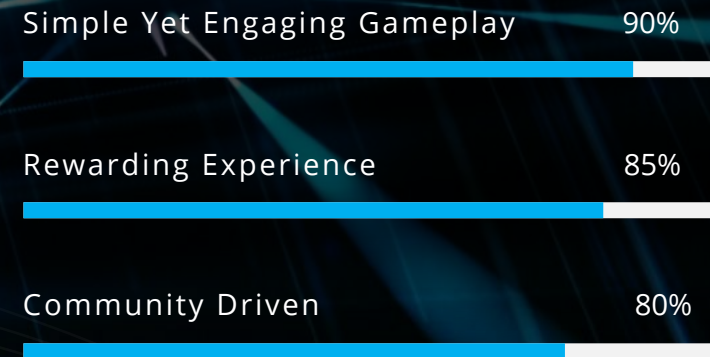 Simple Yet Engaging Gameplay 90%
Rewarding Experience 85%
Community Driven 80%